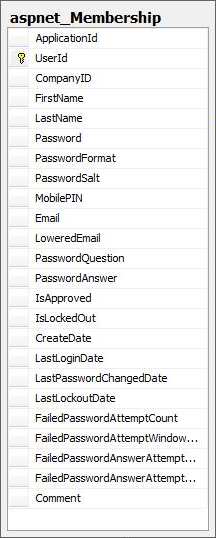 aspnet_Membership
ApplicationId
UserId
CompanyID
FirstName
LastName
Password
PasswordFormat
PasswordSalt
MobilePIN
Email
LoweredEmail
PasswordQuestion
PasswordAnswer
IsApproved
IsLockedOut
CreateDate
LastLoginDate
LastPasswordChangedDate
LastLockoutDate
FailedPasswordAttemptCount
FailedPasswordAttemptWindow...
FailedPasswordAnswerAttempt...
FailedPasswordAnswerAttempt...
Comment